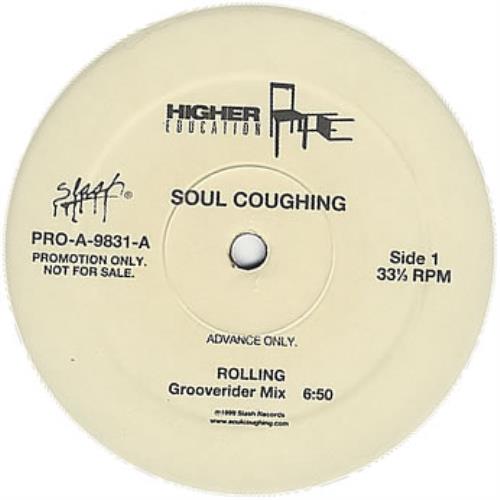 HIGHER
EDUCATION
slash ®
SOUL COUGHING
PRO-A-9831-A
PROMOTION ONLY.
NOT FOR SALE.
Side 1
33⅓ RPM
ADVANCE ONLY.
ROLLING
Grooverider Mix 6:50
℗1999 Slash Records
www.soulcoughing.com